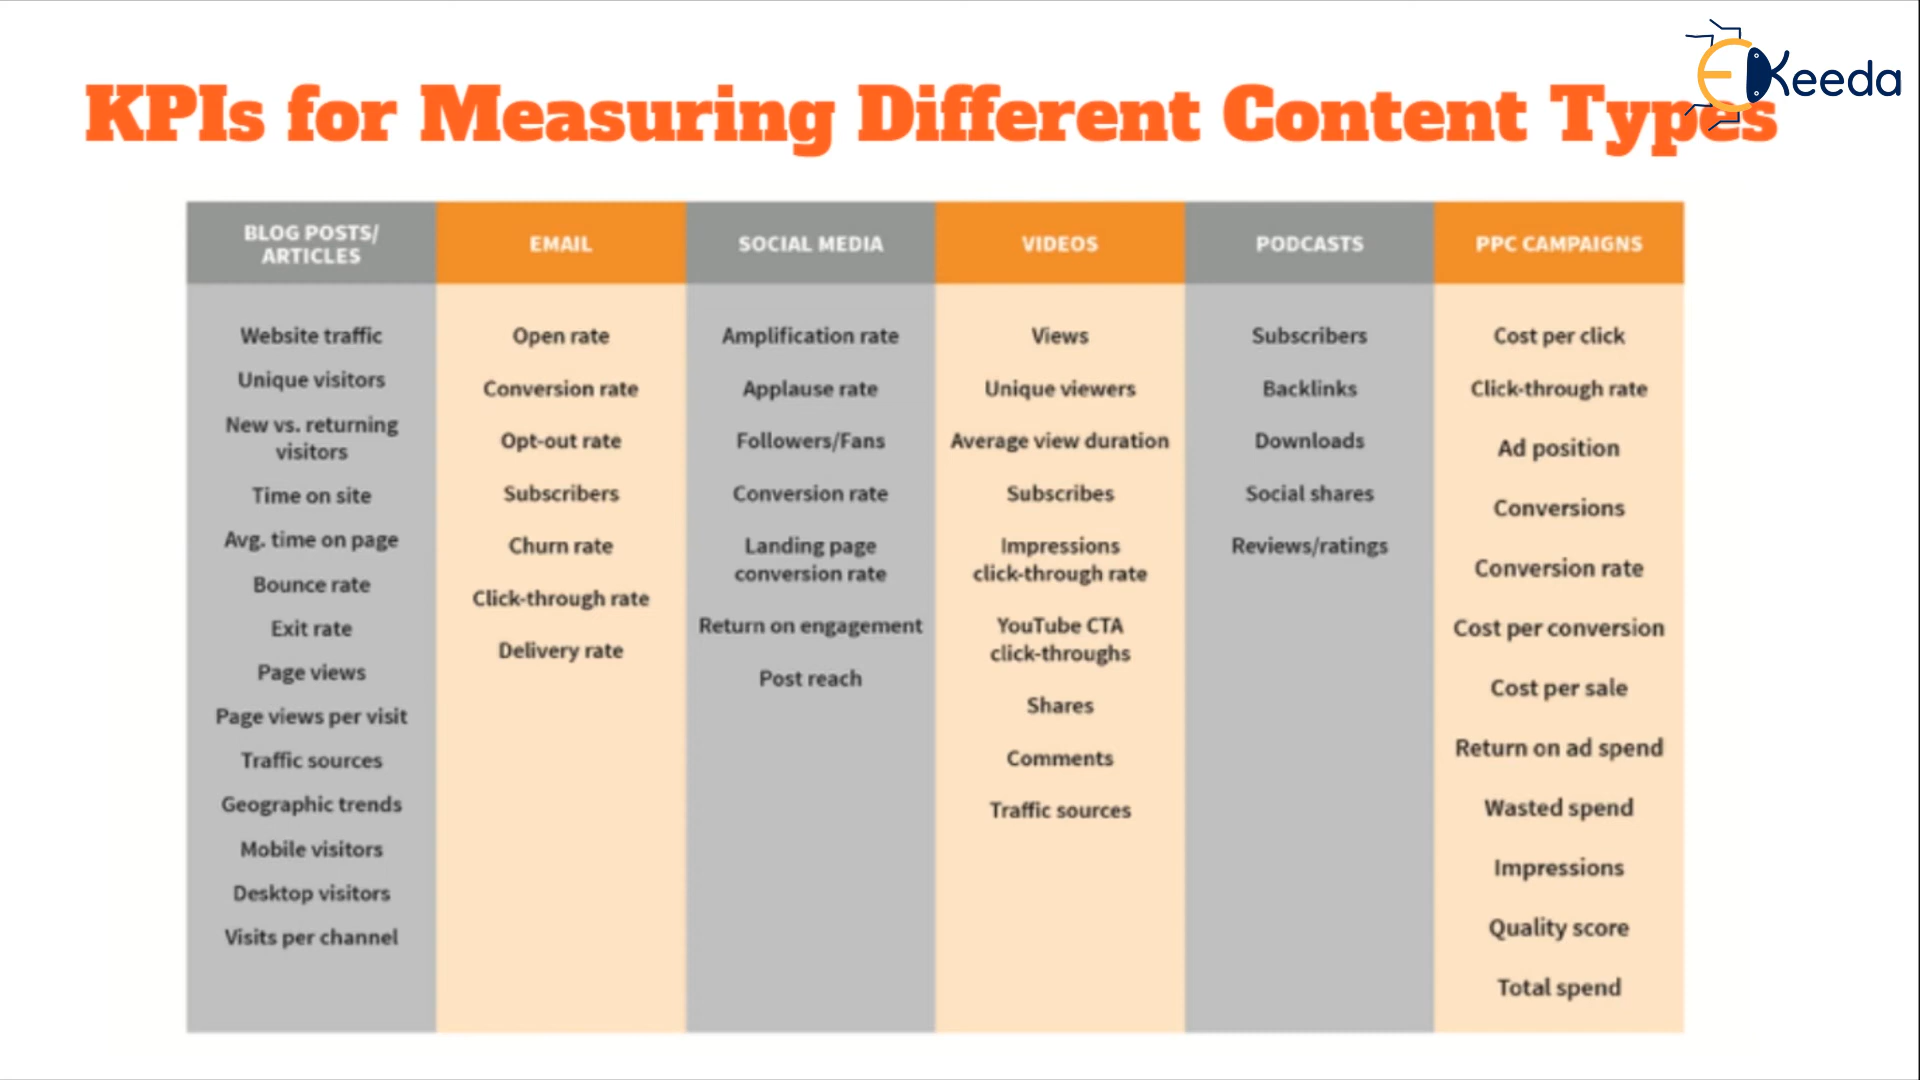 EKeeda
KPIs for Measuring Different Content Types
BLOG POSTS/
ARTICLES
Website traffic
Unique visitors
New vs. returning
visitors
Time on site
Avg. time on page
Bounce rate
Exit rate
Page views
Page views per visit
Traffic sources
Geographic trends
Mobile visitors
Desktop visitors
Visits per channel
EMAIL
Open rate
Conversion rate
Opt-out rate
Subscribers
Churn rate
Click-through rate
Delivery rate
SOCIAL MEDIA
Amplification rate
Applause rate
Followers/Fans
Conversion rate
Landing page
conversion rate
Return on engagement
Post reach
VIDEOS
Views
Unique viewers
Average view duration
Subscribes
Impressions
click-through rate
YouTube CTA
click-throughs
Shares
Comments
Traffic sources
PODCASTS
Subscribers
Backlinks
Downloads
Social shares
Reviews/ratings
PPC CAMPAIGNS
Cost per click
Click-through rate
Ad position
Conversions
Conversion rate
Cost per conversion
Cost per sale
Return on ad spend
Wasted spend
Impressions
Quality score
Total spend